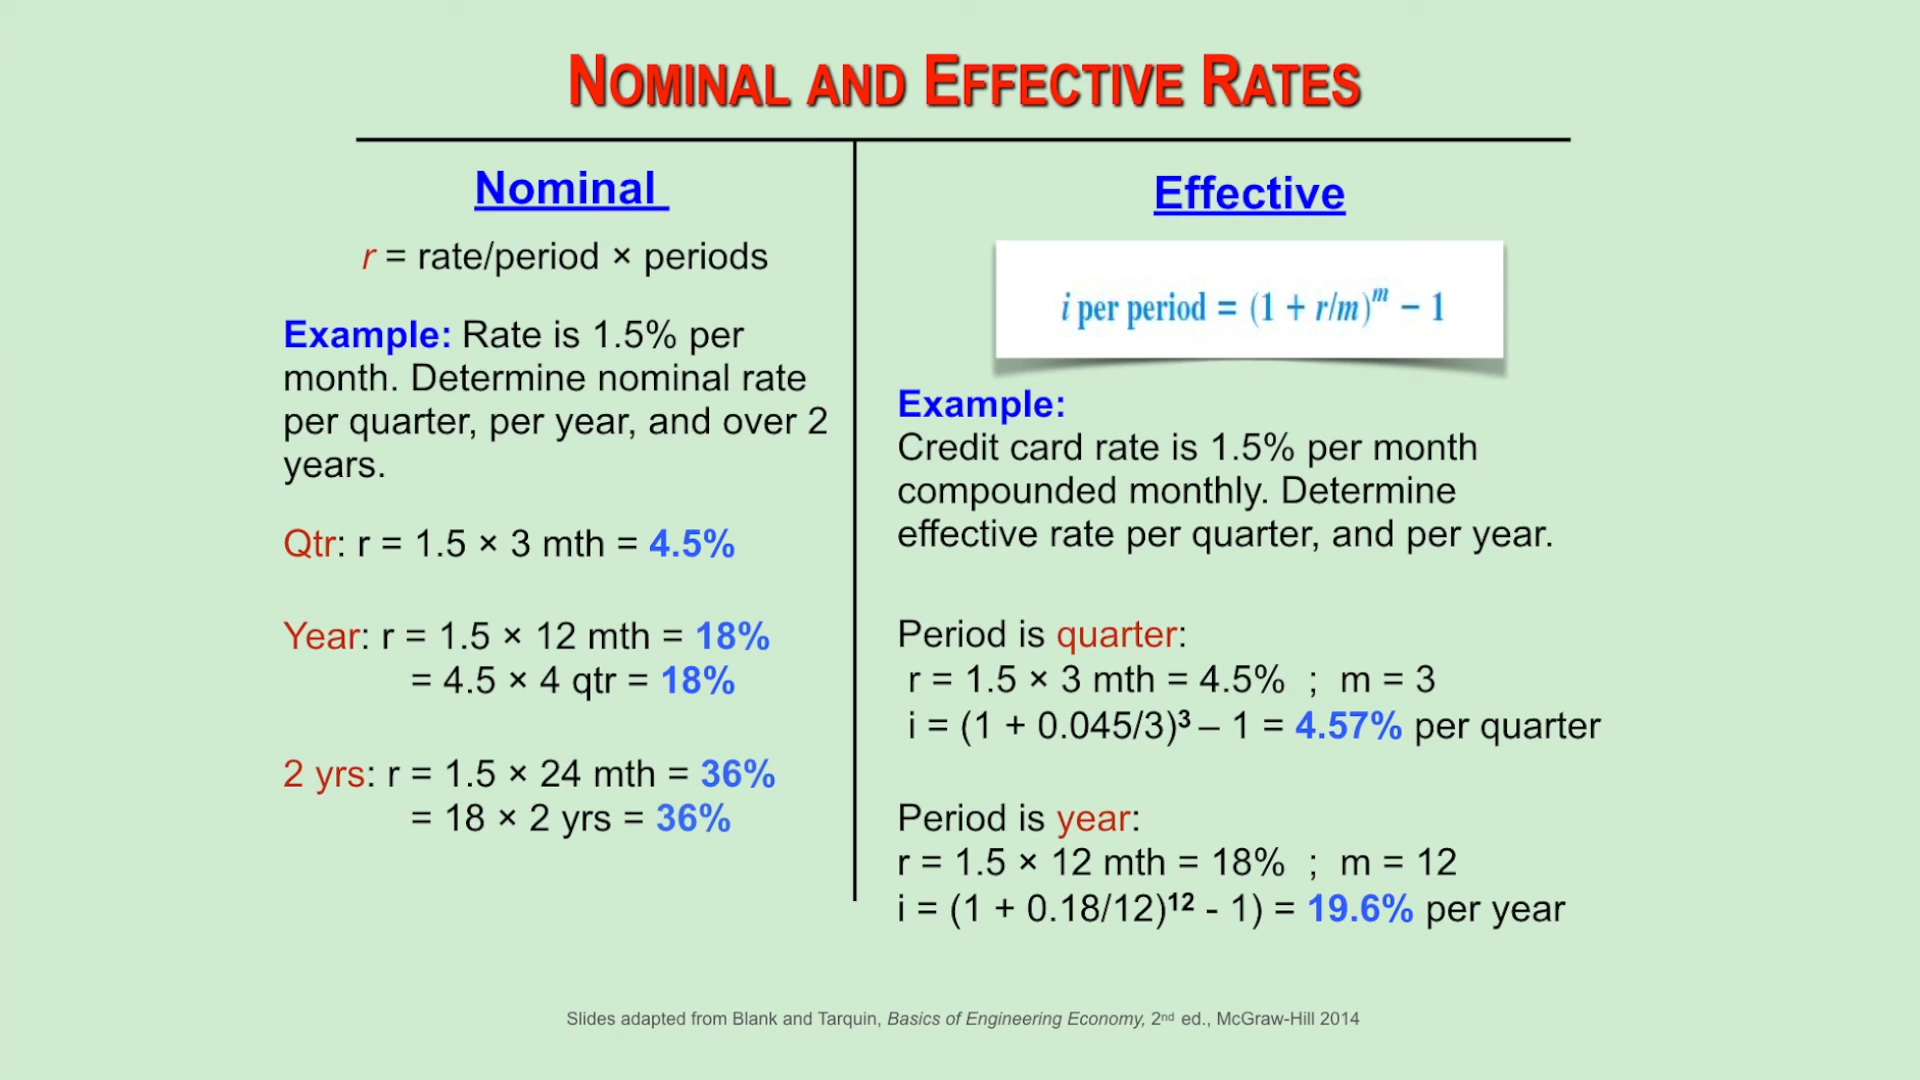 NOMINAL AND EFFECTIVE RATES
Nominal
r = rate/period × periods
Example: Rate is 1.5% per
month. Determine nominal rate
per quarter, per year, and over 2
years.
Qtr: r = 1.5 × 3 mth = 4.5%
Year: r = 1.5 × 12 mth = 18%
= 4.5 × 4 qtr = 18%
2 yrs: r = 1.5 × 24 mth = 36%
= 18 × 2 yrs = 36%
Effective
i per period = (1 + r/m)^m − 1
Example:
Credit card rate is 1.5% per month
compounded monthly. Determine
effective rate per quarter, and per year.
Period is quarter:
r = 1.5 × 3 mth = 4.5% ; m = 3
i = (1 + 0.045/3)³ – 1 = 4.57% per quarter
Period is year:
r = 1.5 × 12 mth = 18% ; m = 12
i = (1 + 0.18/12)¹² - 1) = 19.6% per year
Slides adapted from Blank and Tarquin, Basics of Engineering Economy, 2nd ed., McGraw-Hill 2014